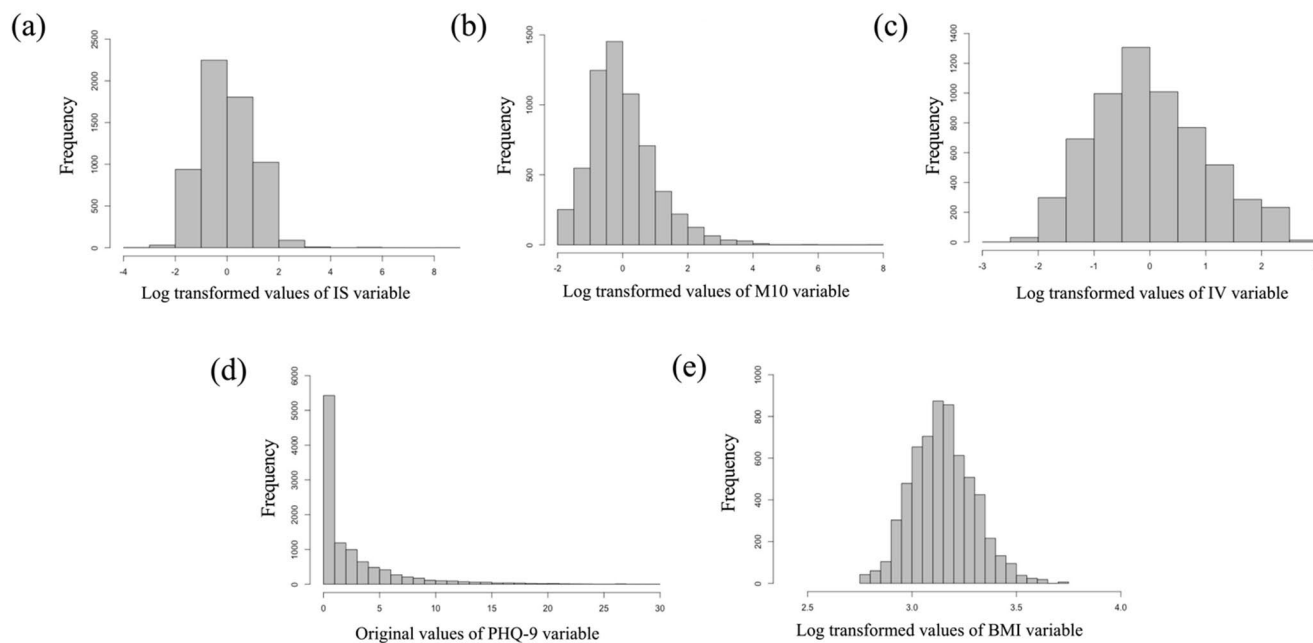 (a)
2500
2000
1500
1000
500
0
Frequency
-4 -2 0 2 4 6 8
Log transformed values of IS variable
(b)
1500
1000
500
0
Frequency
-2 0 2 4 6 8
Log transformed values of M10 variable
(c)
1400
1200
1000
800
600
400
200
0
Frequency
-3 -2 -1 0 1 2
Log transformed values of IV variable
(d)
6000
5000
4000
3000
2000
1000
0
Frequency
0 5 10 15 20 25 30
Original values of PHQ-9 variable
(e)
1000
800
600
400
200
0
Frequency
2.5 3.0 3.5 4.0
Log transformed values of BMI variable